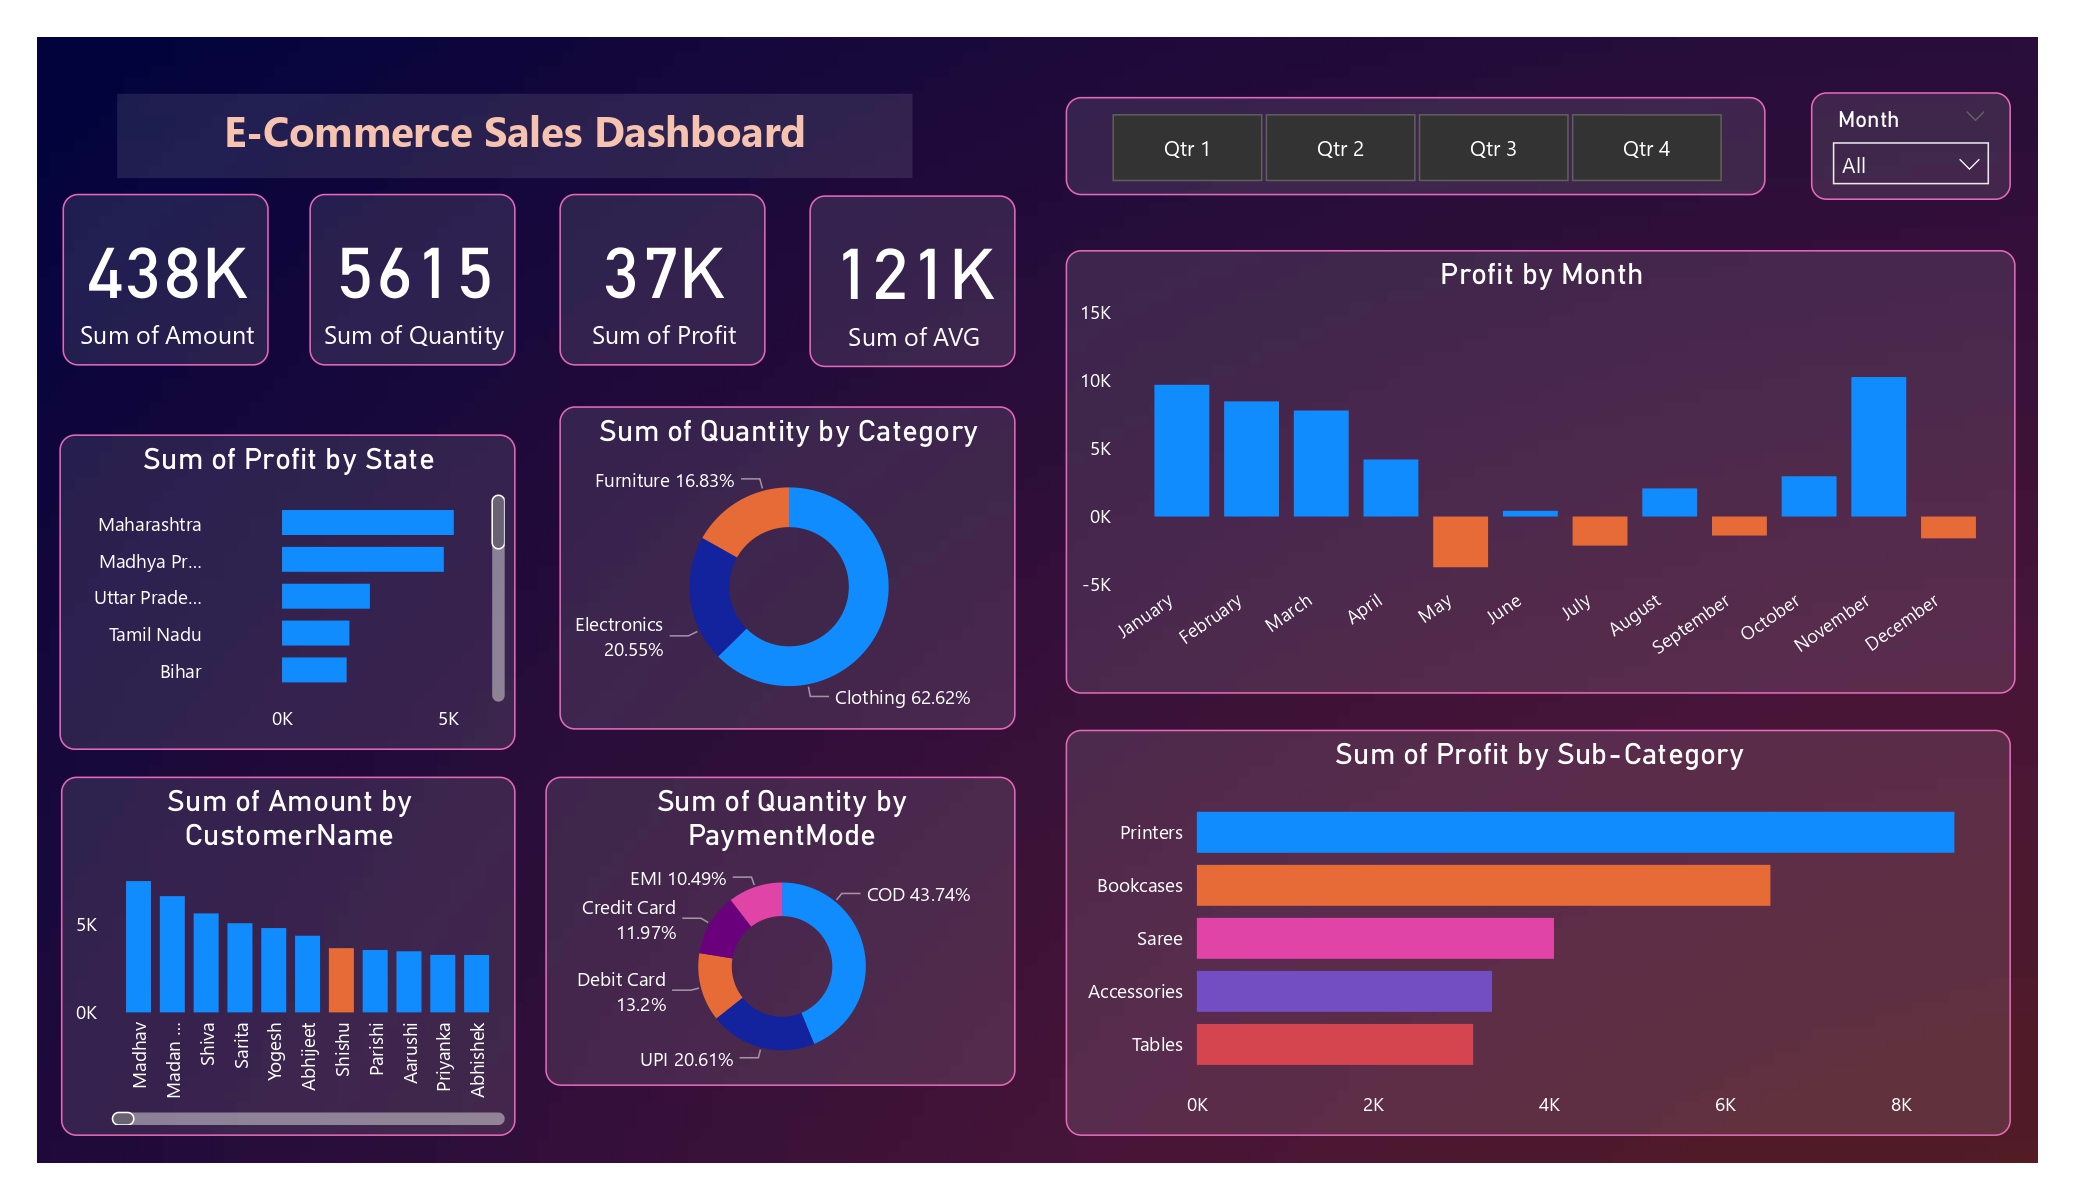 E-Commerce Sales Dashboard
Qtr 1
Qtr 2
Qtr 3
Qtr 4
Month
All
438K
Sum of Amount
5615
Sum of Quantity
37K
Sum of Profit
121K
Sum of AVG
Profit by Month
15K
10K
5K
0K
-5K
January
February
March
April
May
June
July
August
September
October
November
December
Sum of Profit by State
Maharashtra
Madhya Pr...
Uttar Prade...
Tamil Nadu
Bihar
0K
5K
Sum of Quantity by Category
Furniture 16.83%
Electronics
20.55%
Clothing 62.62%
Sum of Amount by
CustomerName
5K
0K
Madhav
Madan ...
Shiva
Sarita
Yogesh
Abhijeet
Shishu
Parishi
Aarushi
Priyanka
Abhishek
Sum of Quantity by
PaymentMode
EMI 10.49%
COD 43.74%
Credit Card
11.97%
Debit Card
13.2%
UPI 20.61%
Sum of Profit by Sub-Category
Printers
Bookcases
Saree
Accessories
Tables
0K
2K
4K
6K
8K